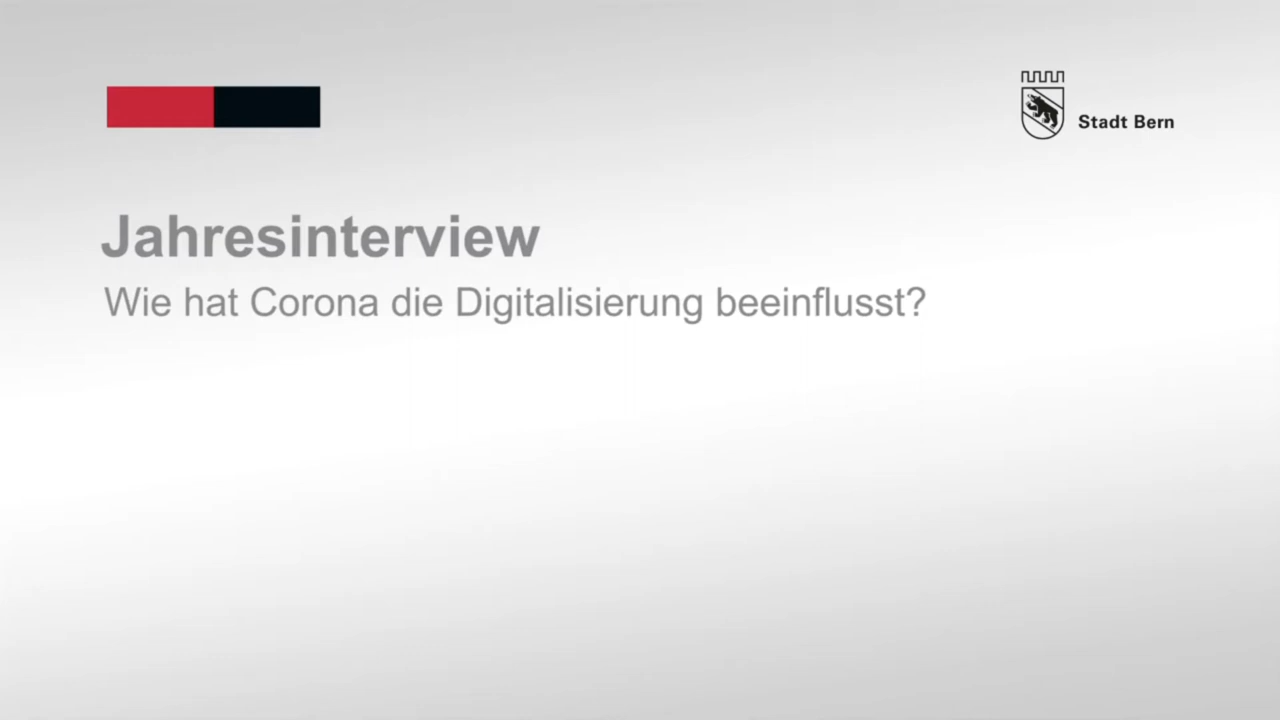 Stadt Bern
Jahresinterview
Wie hat Corona die Digitalisierung beeinflusst?